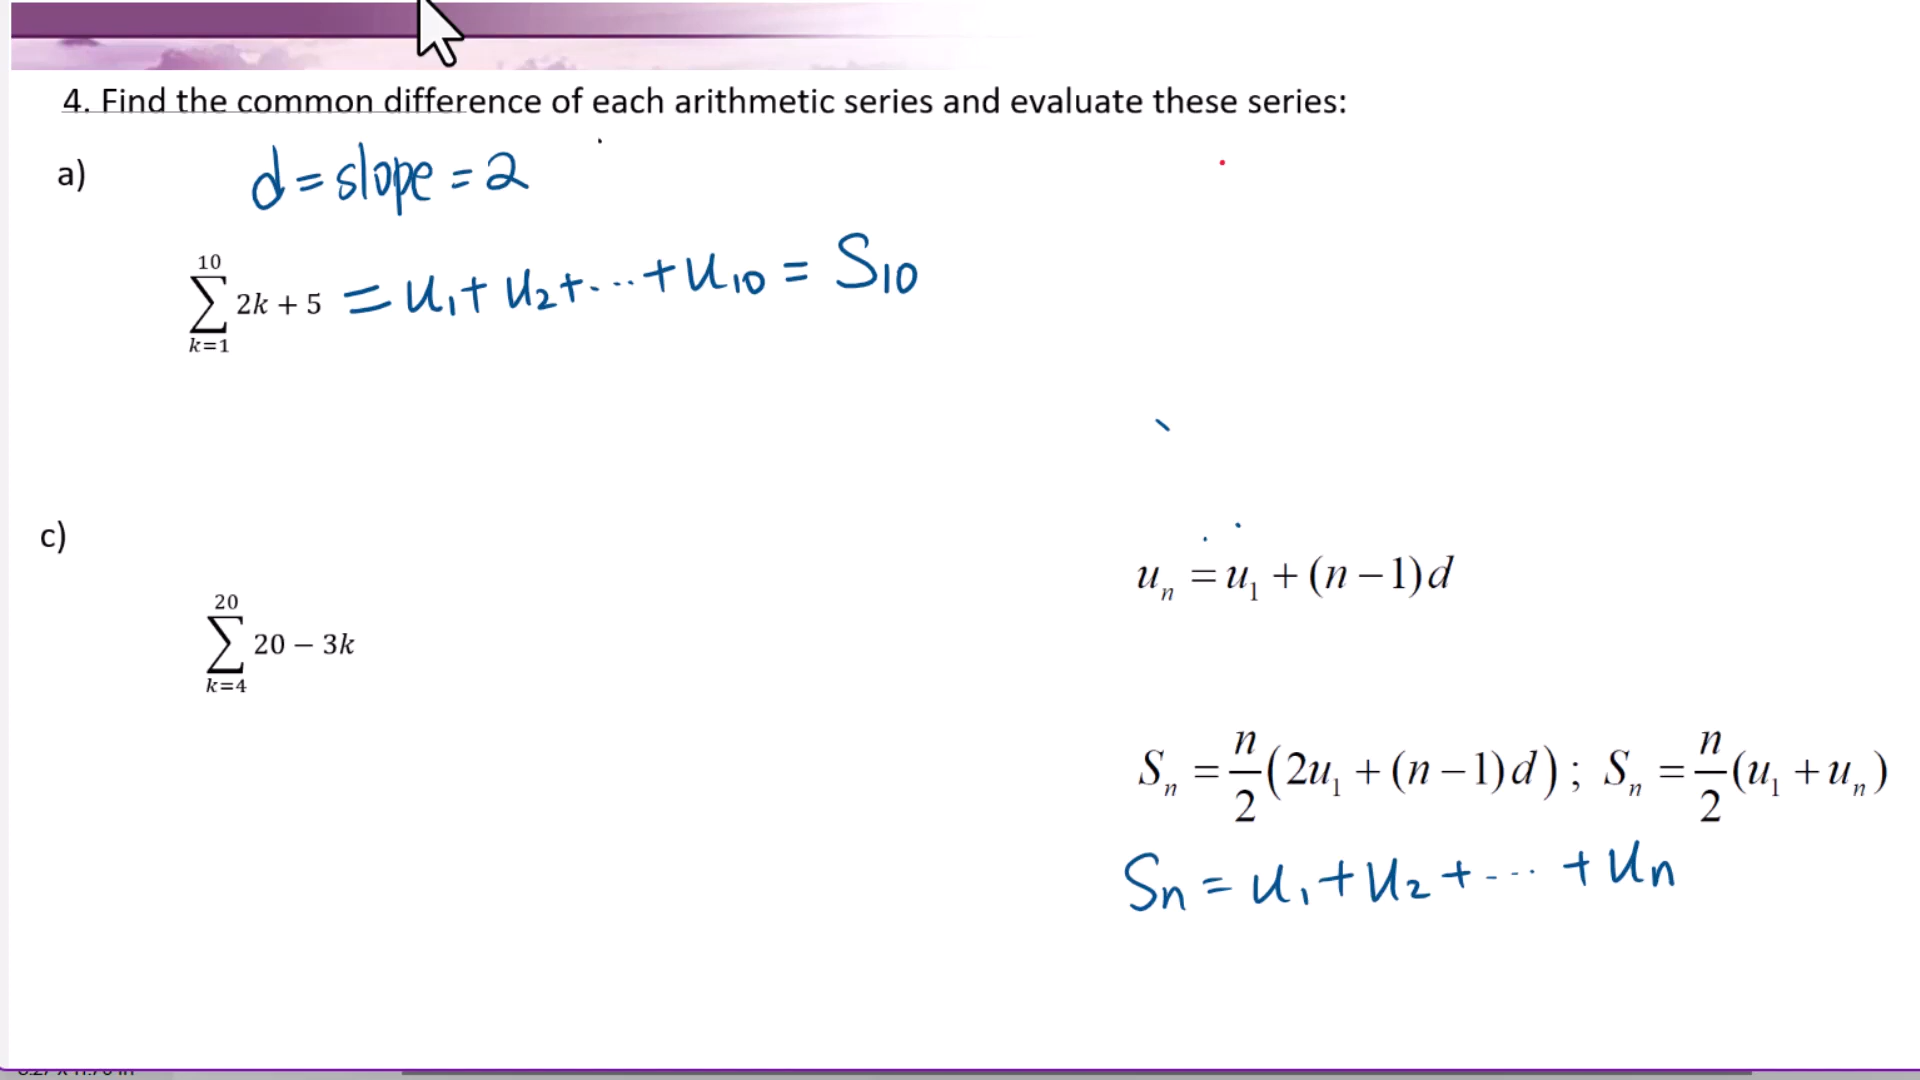 4. Find the common difference of each arithmetic series and evaluate these series:
a)
d = slope = 2
10
∑ 2k + 5 = u₁ + u₂ + ... + u₁₀ = S₁₀
k=1
c)
uₙ = u₁ + (n − 1)d
20
∑ 20 − 3k
k=4
Sₙ = n/2 (2u₁ + (n − 1)d) ; Sₙ = n/2 (u₁ + uₙ)
Sₙ = u₁ + u₂ + ... + uₙ